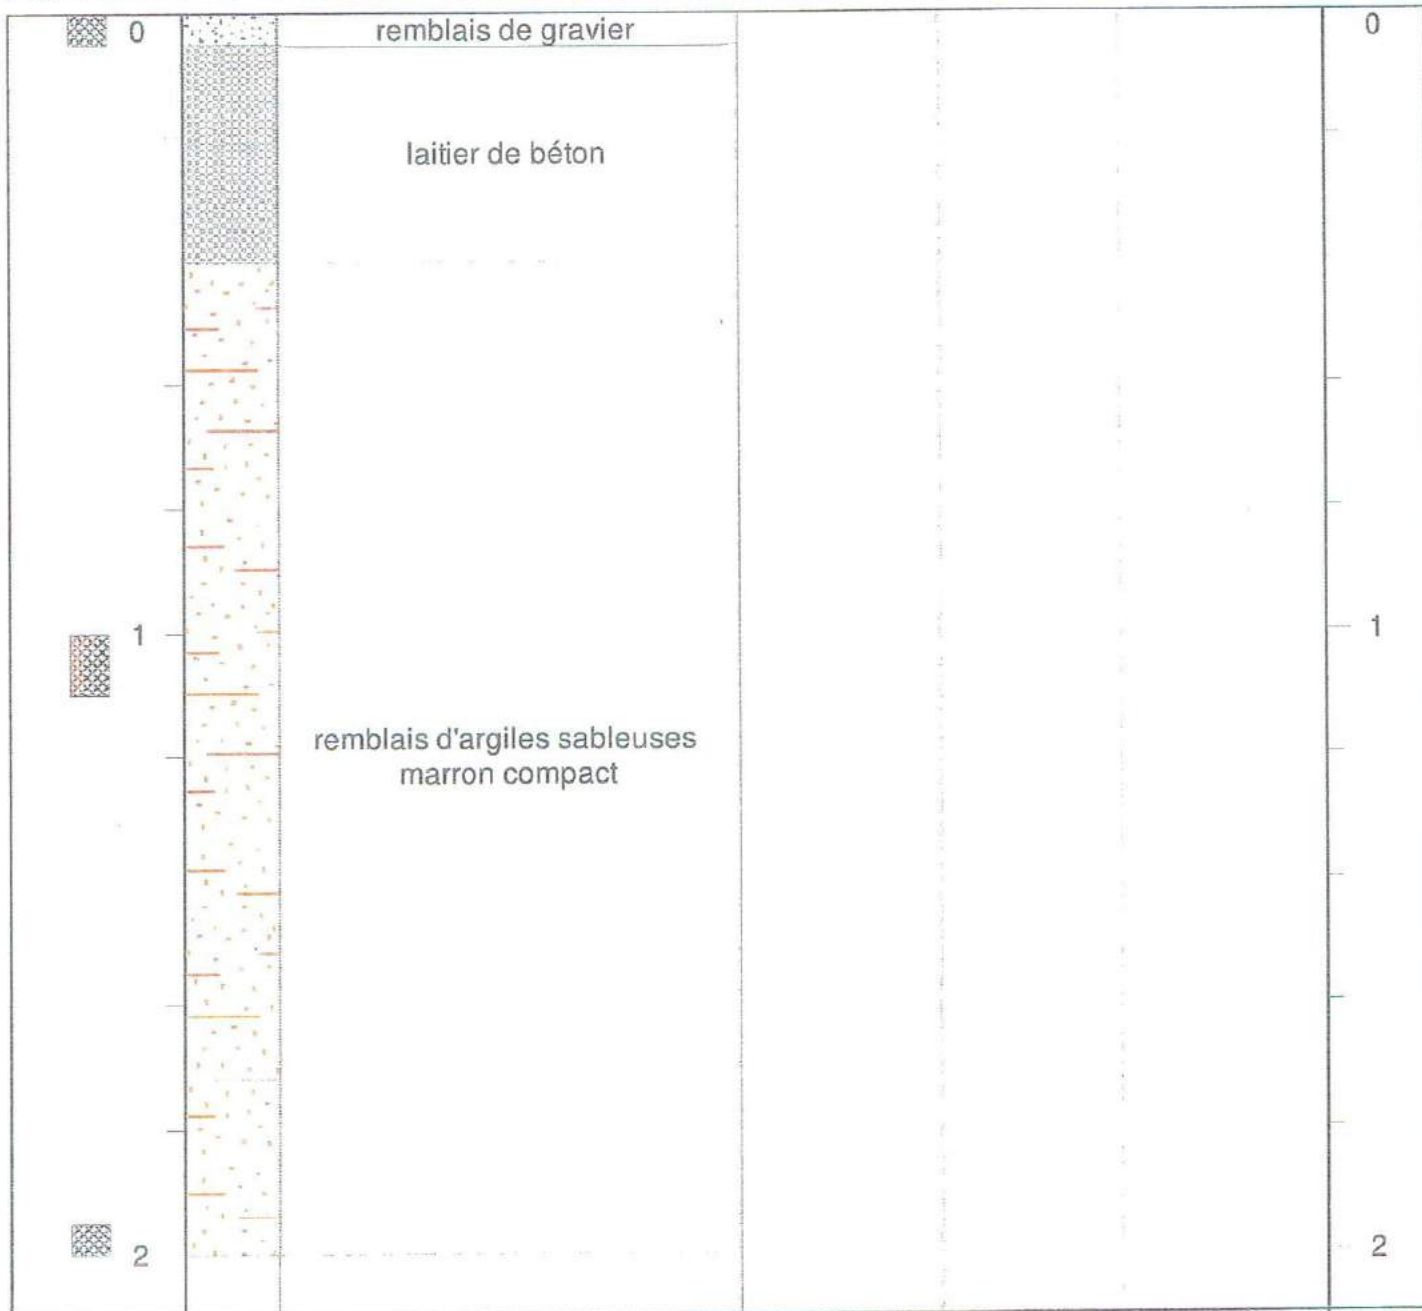 0 remblais de gravier 0
laitier de béton
1 1
remblais d'argiles sableuses
marron compact
2 2